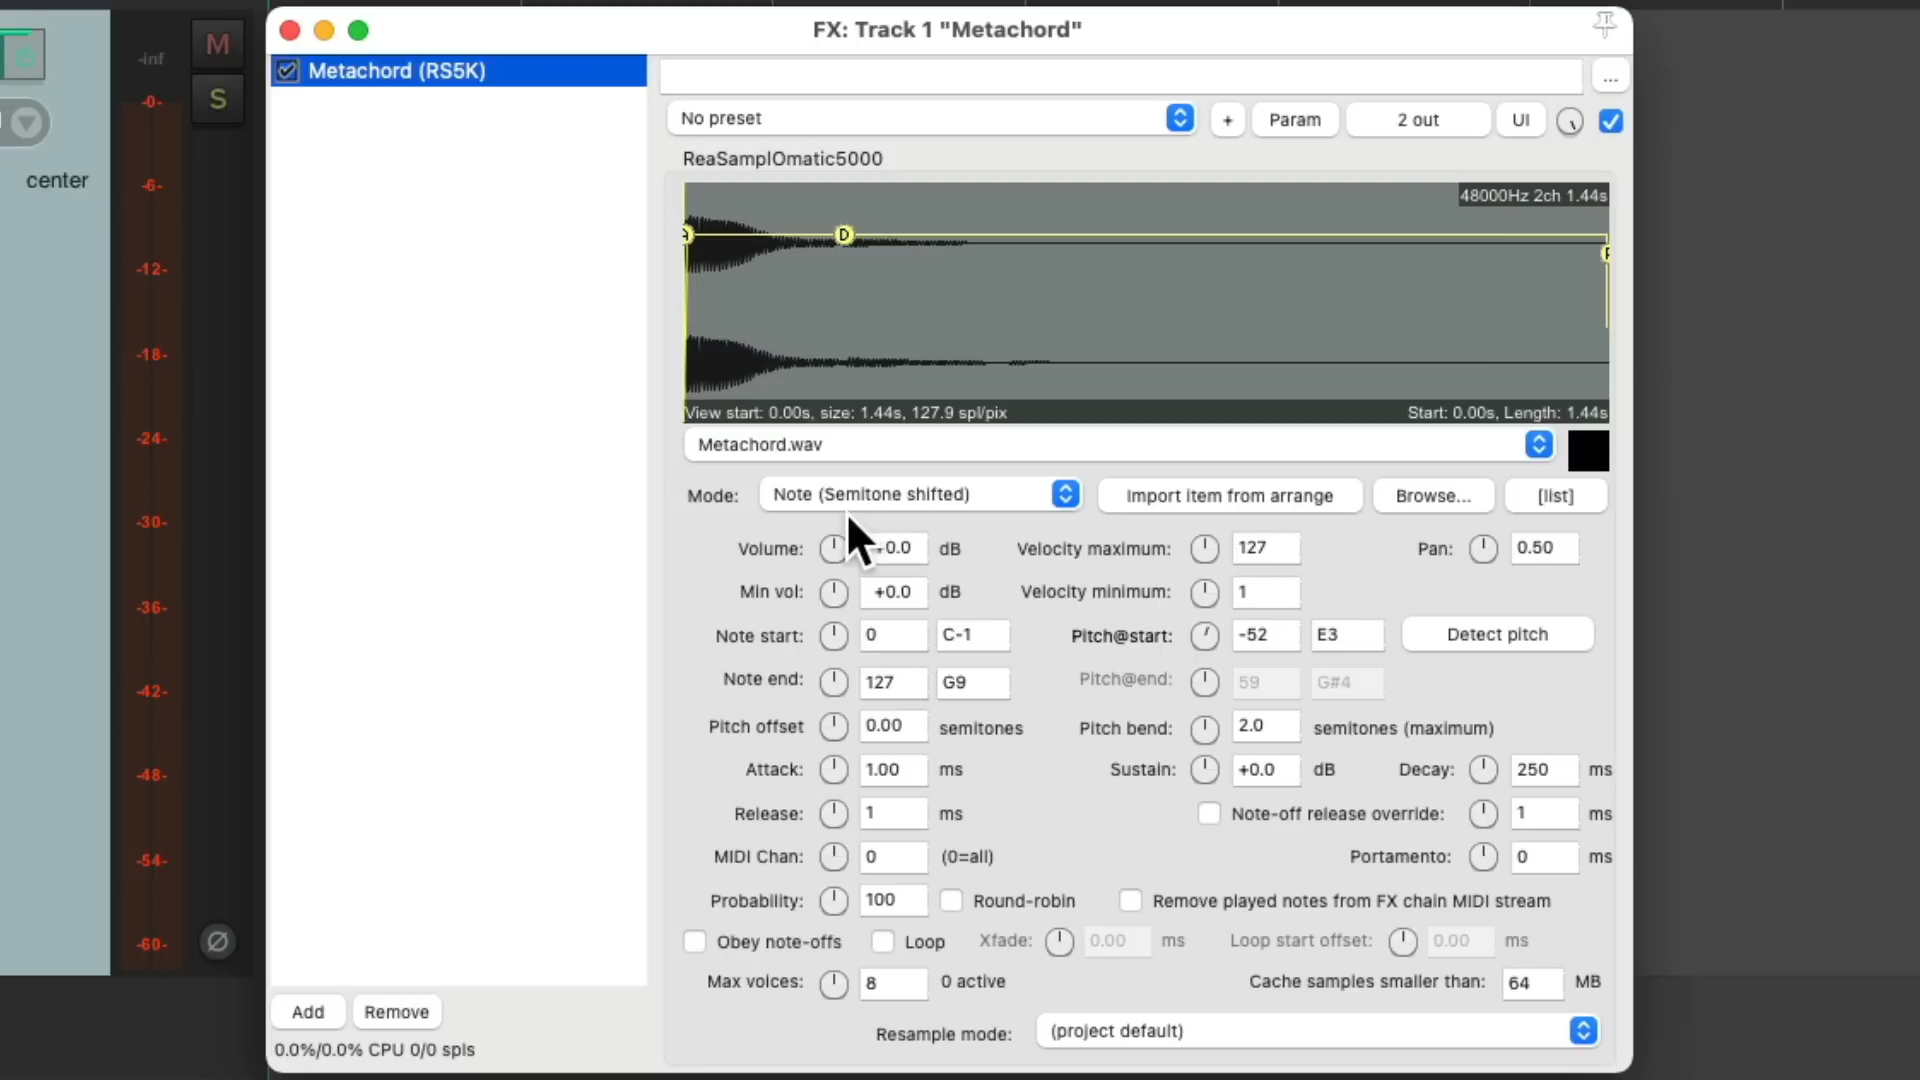 FX: Track 1 "Metachord"
Metachord (RS5K)
...
No preset
+
Param
2 out
UI
ReaSamplOmatic5000
48000Hz 2ch 1.44s
D
View start: 0.00s, size: 1.44s, 127.9 spl/pix
Start: 0.00s, Length: 1.44s
Metachord.wav
Mode: Note (Semitone shifted) Import item from arrange Browse... [list]
Volume: +0.0 dB Velocity maximum: 127 Pan: 0.50
Min vol: +0.0 dB Velocity minimum: 1
Note start: 0 C-1 Pitch@start: -52 E3 Detect pitch
Note end: 127 G9 Pitch@end: 59 G#4
Pitch offset 0.00 semitones Pitch bend: 2.0 semitones (maximum)
Attack: 1.00 ms Sustain: +0.0 dB Decay: 250 ms
Release: 1 ms Note-off release override: 1 ms
MIDI Chan: 0 (0=all) Portamento: 0 ms
Probability: 100 Round-robin Remove played notes from FX chain MIDI stream
Obey note-offs Loop Xfade: 0.00 ms Loop start offset: 0.00 ms
Max voices: 8 0 active Cache samples smaller than: 64 MB
Resample mode: (project default)
Add Remove
0.0%/0.0% CPU 0/0 spls
center
-inf
-0-
-6-
-12-
-18-
-24-
-30-
-36-
-42-
-48-
-54-
-60-
M
S